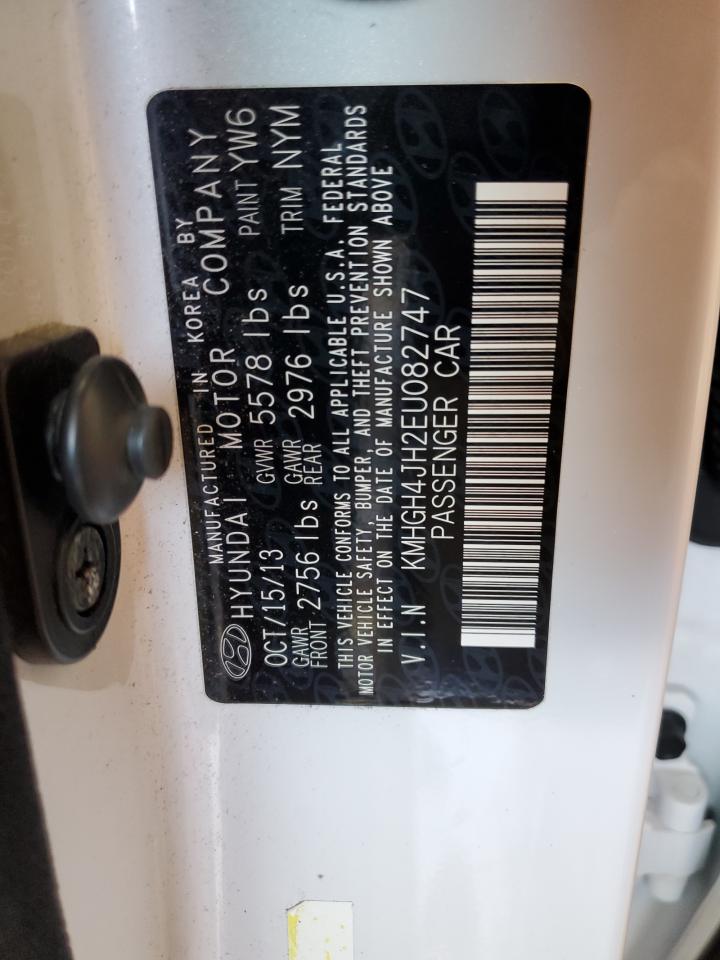 MANUFACTURED IN KOREA BY
HYUNDAI MOTOR COMPANY
OCT/15/13 GVWR 5578 lbs PAINT YW6
GAWR FRONT 2756 lbs GAWR REAR 2976 lbs TRIM NYM
THIS VEHICLE CONFORMS TO ALL APPLICABLE U.S.A. FEDERAL
MOTOR VEHICLE SAFETY, BUMPER, AND THEFT PREVENTION STANDARDS
IN EFFECT ON THE DATE OF MANUFACTURE SHOWN ABOVE
V.I.N KMHGH4JH2EU082747
PASSENGER CAR